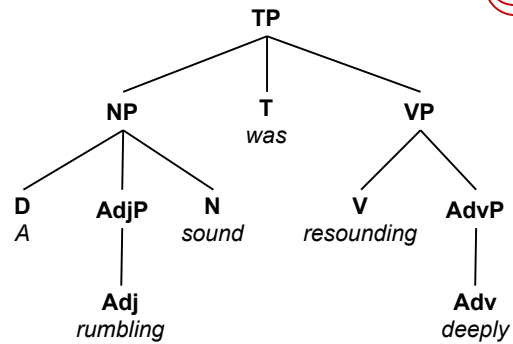 TP
NP T VP
was
D AdjP N V AdvP
A sound resounding
Adj Adv
rumbling deeply